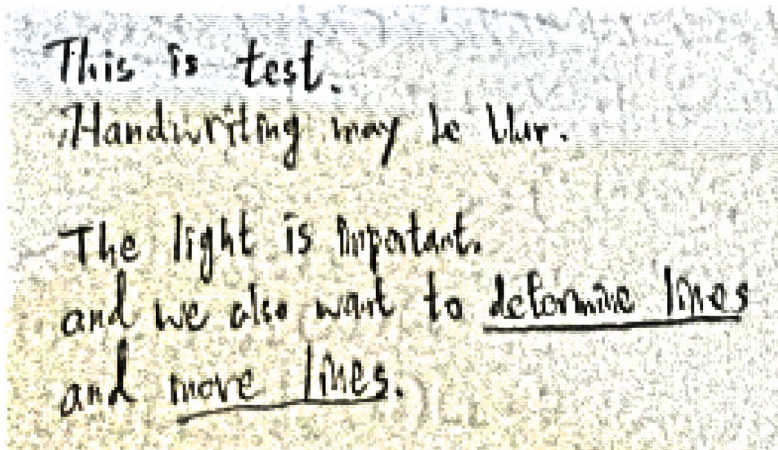 This is test.
Handwriting may be blur.
The light is important.
and we also want to determine lines
and move lines.